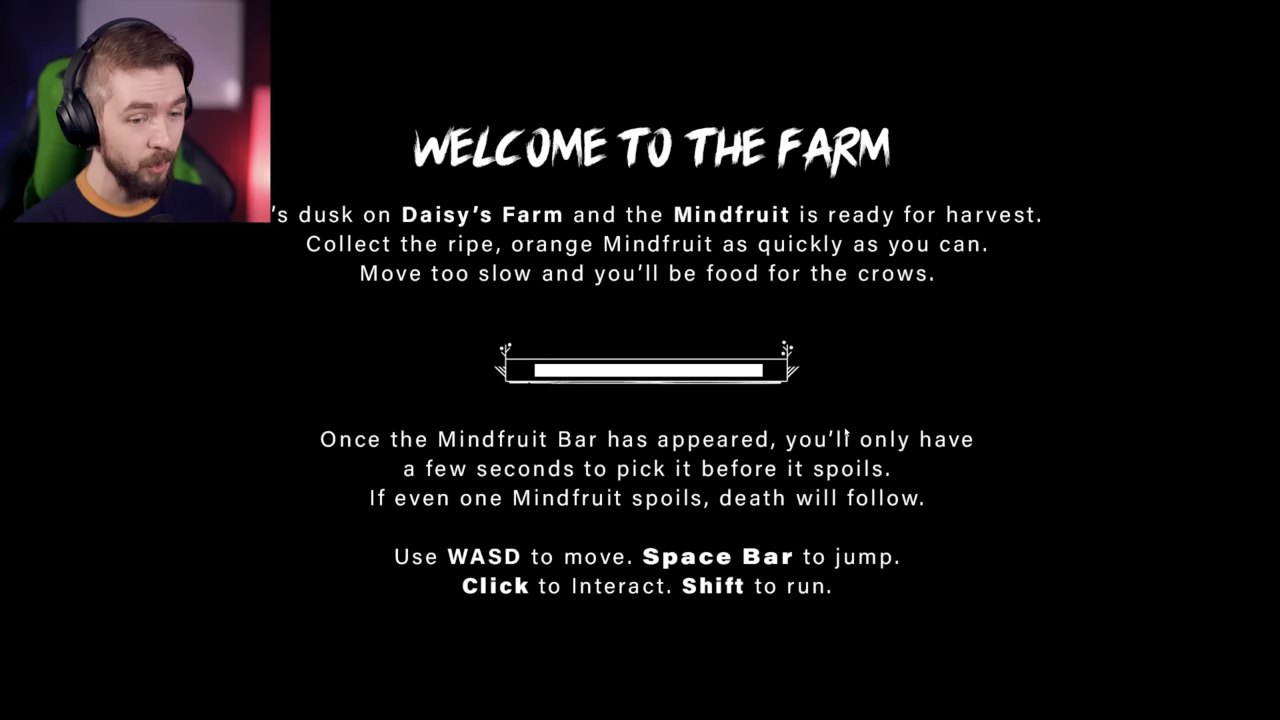 WELCOME TO THE FARM
's dusk on Daisy's Farm and the Mindfruit is ready for harvest.
Collect the ripe, orange Mindfruit as quickly as you can.
Move too slow and you'll be food for the crows.
Once the Mindfruit Bar has appeared, you'll only have
a few seconds to pick it before it spoils.
If even one Mindfruit spoils, death will follow.
Use WASD to move. Space Bar to jump.
Click to Interact. Shift to run.